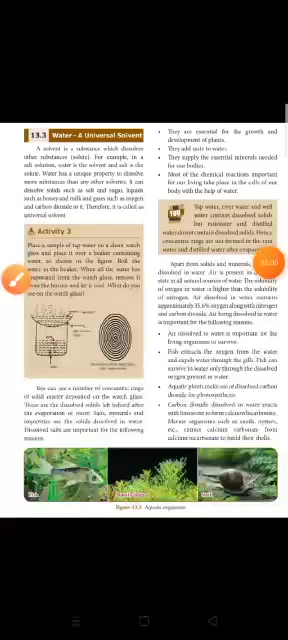 13.3 Water - A Universal Solvent
A solvent is a substance which dissolves
other substances (solute). For example, in a
salt solution, water is the solvent and salt is the
solute. Water has a unique property to dissolve
more substances than any other solvents. It can
dissolve solids such as salt and sugar, liquids
such as honey and milk and gases such as oxygen
and carbon dioxide in it. Therefore, it is called as
universal solvent.
Activity 3
Place a sample of tap water on a clean watch
glass and place it over a beaker containing
water, as shown in the figure. Boil the
water in the beaker. When all the water has
evaporated from the watch glass, remove it
from the burner and let it cool. What do you
see on the watch glass?
You can see a number of concentric rings
of solid matter deposited on the watch glass.
These are the dissolved solids left behind after
the evaporation of water. Salts, minerals and
impurities are the solids dissolved in water.
Dissolved salts are important for the following
reasons.
• They are essential for the growth and
development of plants.
• They add taste to water.
• They supply the essential minerals needed
for our bodies.
• Most of the chemical reactions important
for our living take place in the cells of our
body with the help of water.
YOU
Tap water, river water and well
water contain dissolved solids
but rainwater and distilled
water do not contain dissolved solids. Hence
concentric rings are not formed in the rain
water and distilled water after evaporation.
Apart from solids and minerals,
dissolved in water. Air is present in
state in all natural sources of water. The solubility
of oxygen in water is higher than the solubility
of nitrogen. Air dissolved in water contains
approximately 35.6% oxygen along with nitrogen
and carbon dioxide. Air being dissolved in water
is important for the following reasons.
• Air dissolved in water is important for the
living organisms to survive.
• Fish extracts the oxygen from the water
and expels water through the gills. Fish can
survive in water only through the dissolved
oxygen present in water.
• Aquatic plants make use of dissolved carbon
dioxide for photosynthesis.
• Carbon dioxide dissolved in water reacts
with limestone to form calcium bicarbonate.
Marine organisms such as snails, oysters,
etc., extract calcium carbonate from
calcium bicarbonate to build their shells.
Fish
Aquatic plants
Snail
Figure 13.5 Aquatic organisms